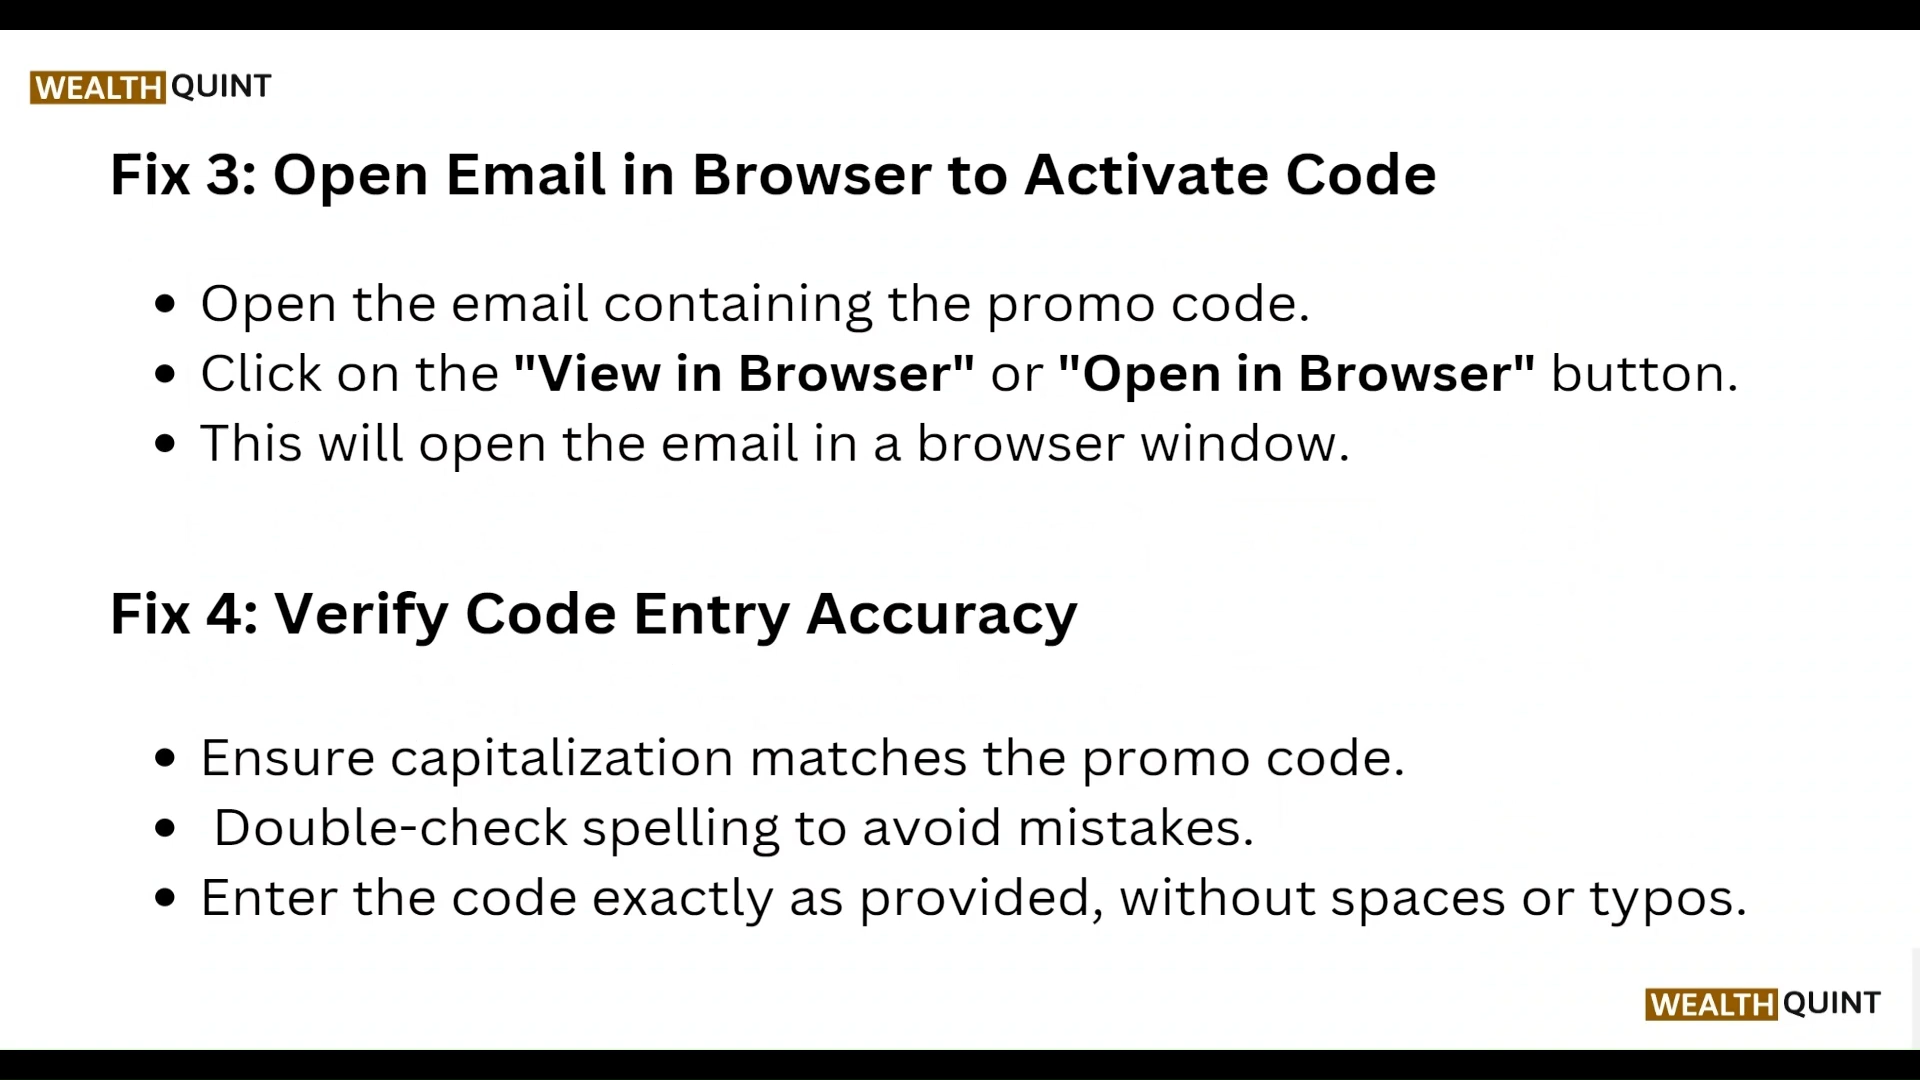 WEALTH QUINT
Fix 3: Open Email in Browser to Activate Code
• Open the email containing the promo code.
• Click on the "View in Browser" or "Open in Browser" button.
• This will open the email in a browser window.
Fix 4: Verify Code Entry Accuracy
• Ensure capitalization matches the promo code.
• Double-check spelling to avoid mistakes.
• Enter the code exactly as provided, without spaces or typos.
WEALTH QUINT